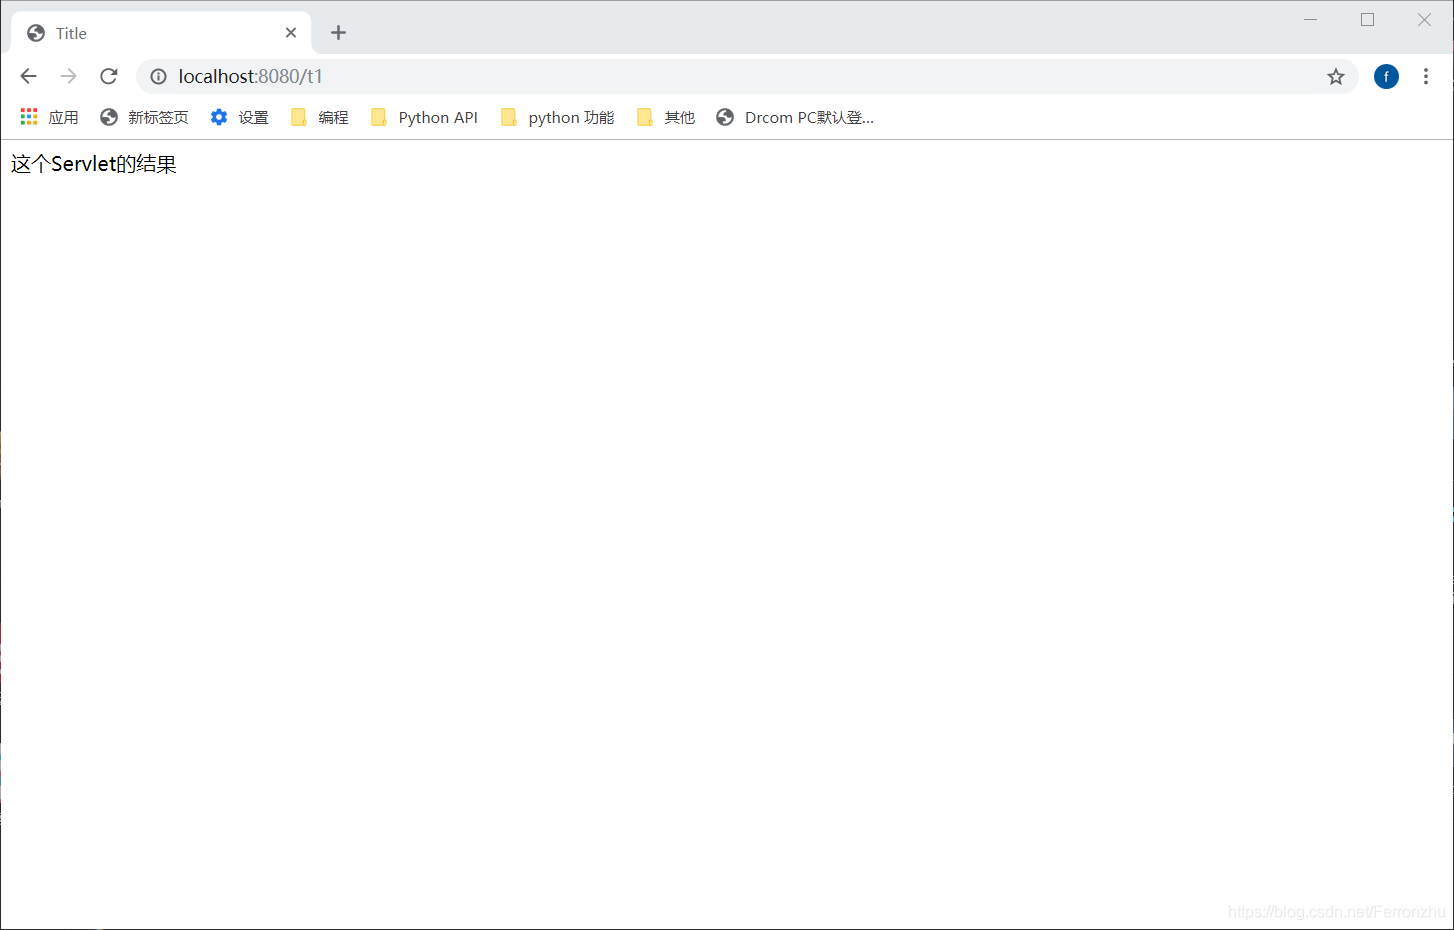 Title
localhost:8080/t1
f
应用 新标签页 设置 编程 Python API python 功能 其他 Drcom PC默认登...
这个Servlet的结果
https://blog.csdn.net/Ferronzhu